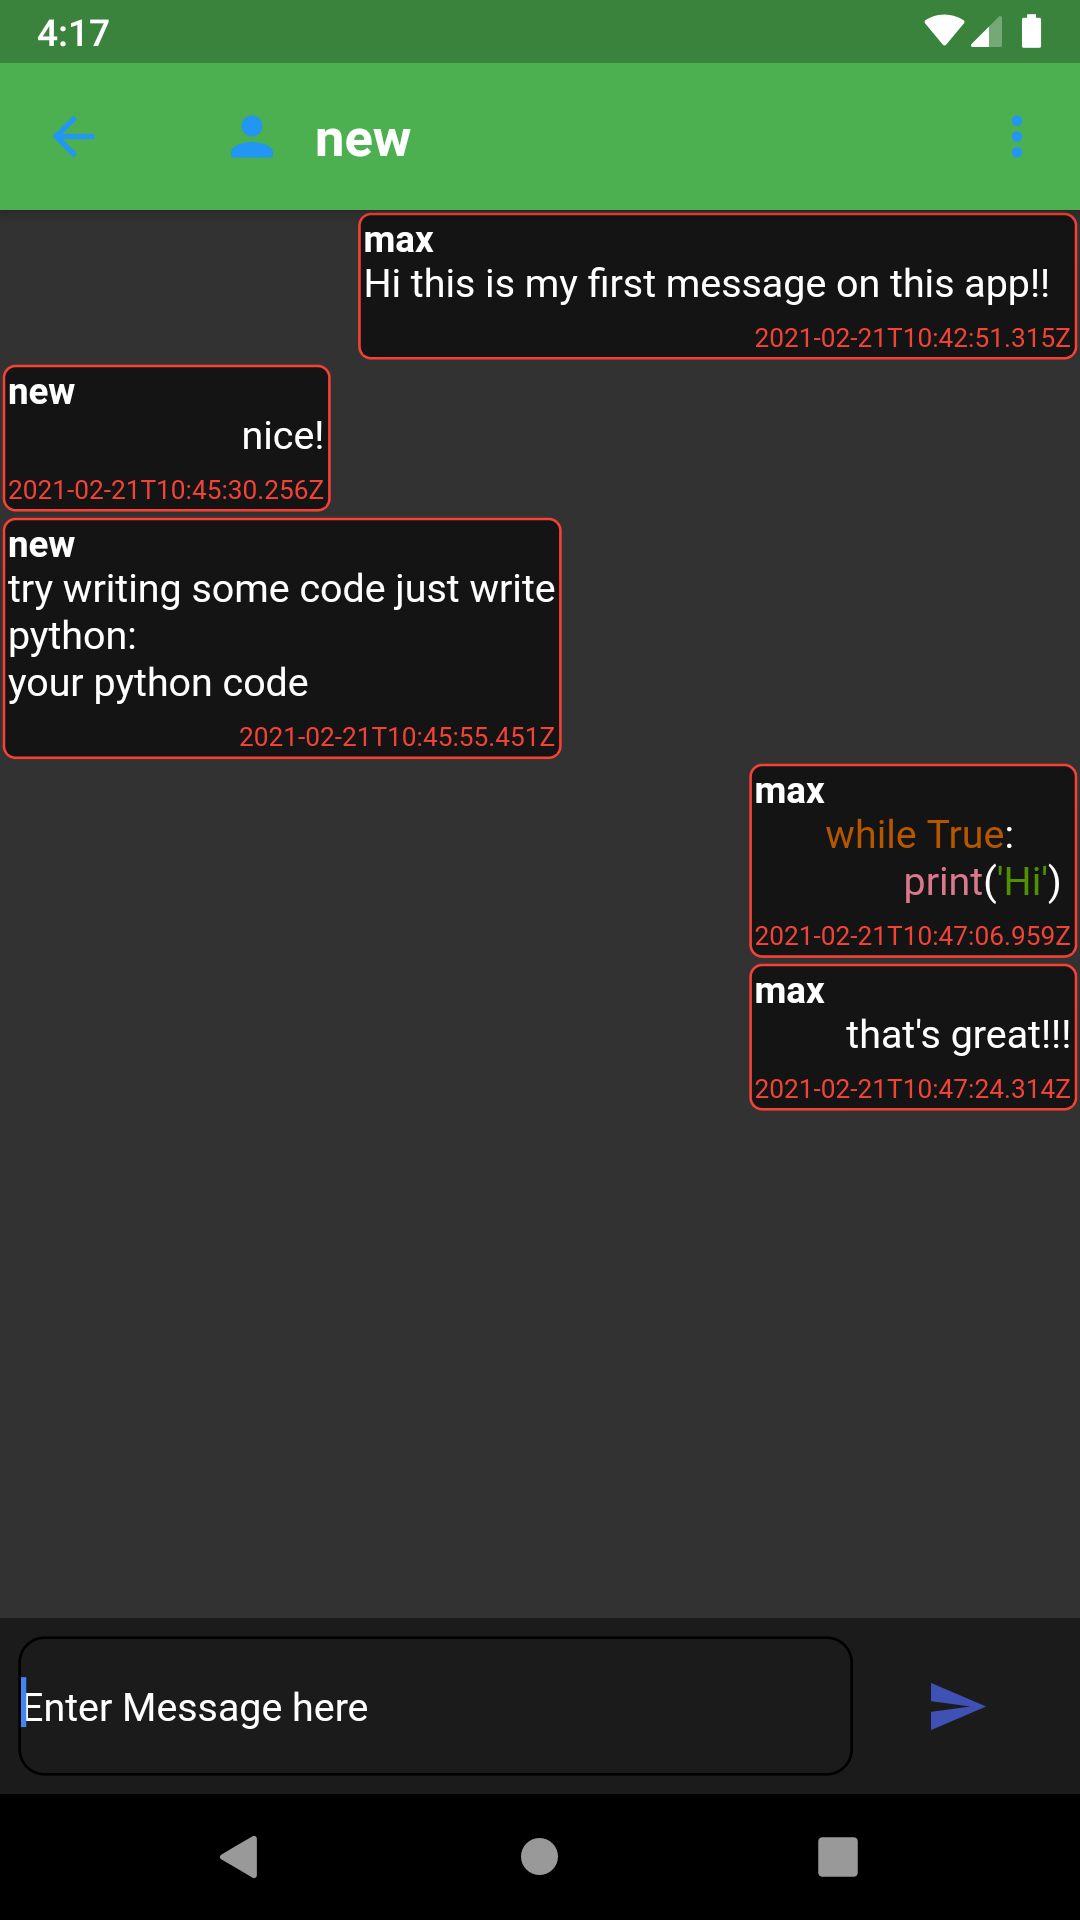 4:17
new
max
Hi this is my first message on this app!!
2021-02-21T10:42:51.315Z
new
nice!
2021-02-21T10:45:30.256Z
new
try writing some code just write
python:
your python code
2021-02-21T10:45:55.451Z
max
while True:
print('Hi')
2021-02-21T10:47:06.959Z
max
that's great!!!
2021-02-21T10:47:24.314Z
Enter Message here